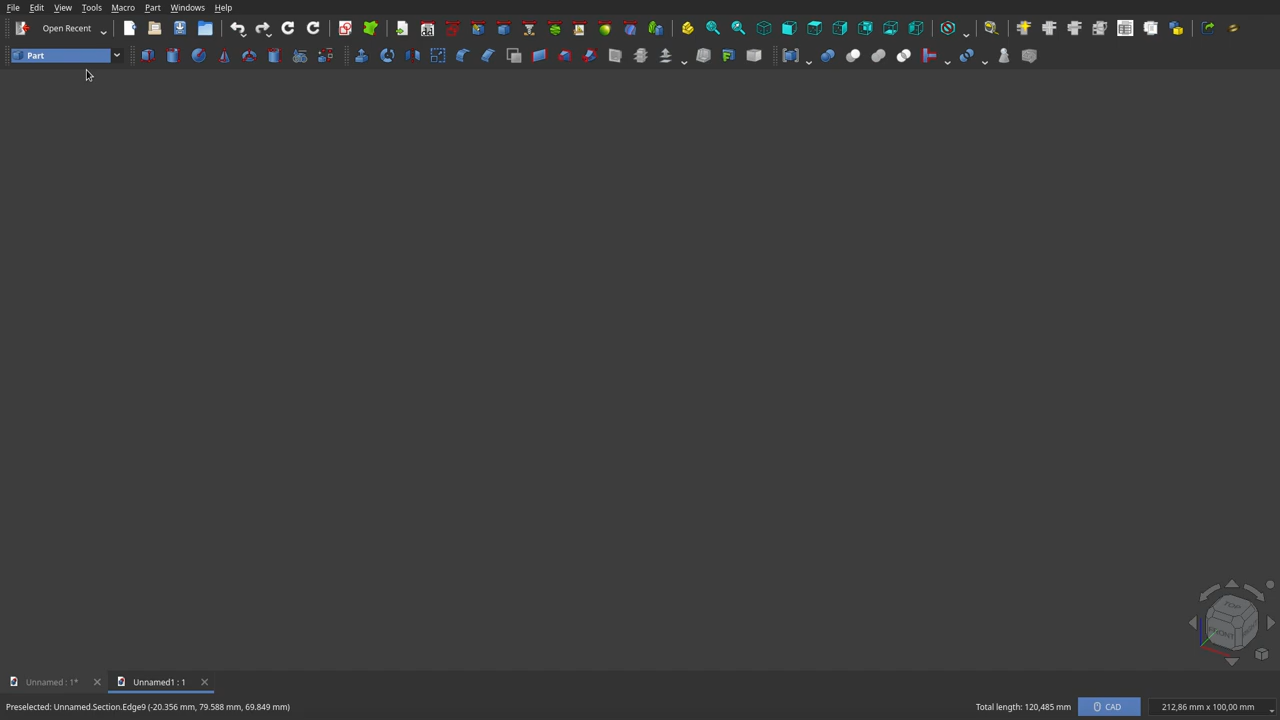 File Edit View Tools Macro Part Windows Help
Open Recent
Part
TOP
FRONT
Unnamed : 1*
Unnamed1 : 1
Preselected: Unnamed.Section.Edge9 (-20.356 mm, 79.588 mm, 69.849 mm)
Total length: 120,485 mm
CAD
212,86 mm x 100,00 mm